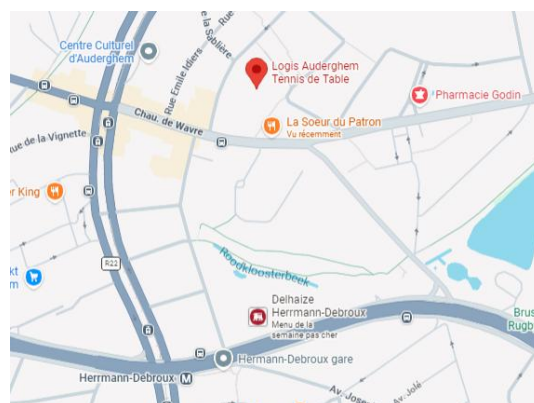 de la Sablière
Rue
Centre Culturel
d'Auderghem
Rue Emile Idiers
Logis Auderghem
Tennis de Table
Pharmacie Godin
Chau. de Wavre
La Soeur du Patron
Vu récemment
ue de la Vignette
er King
R22
Roodkloosterbeek
kt
m
Delhaize
Herrmann-Debroux
Menu de la
semaine pas cher
Brus
Rugb
Hermann-Debroux gare
Herrmann-Debroux
M
Av. Jose
Av. Jolé